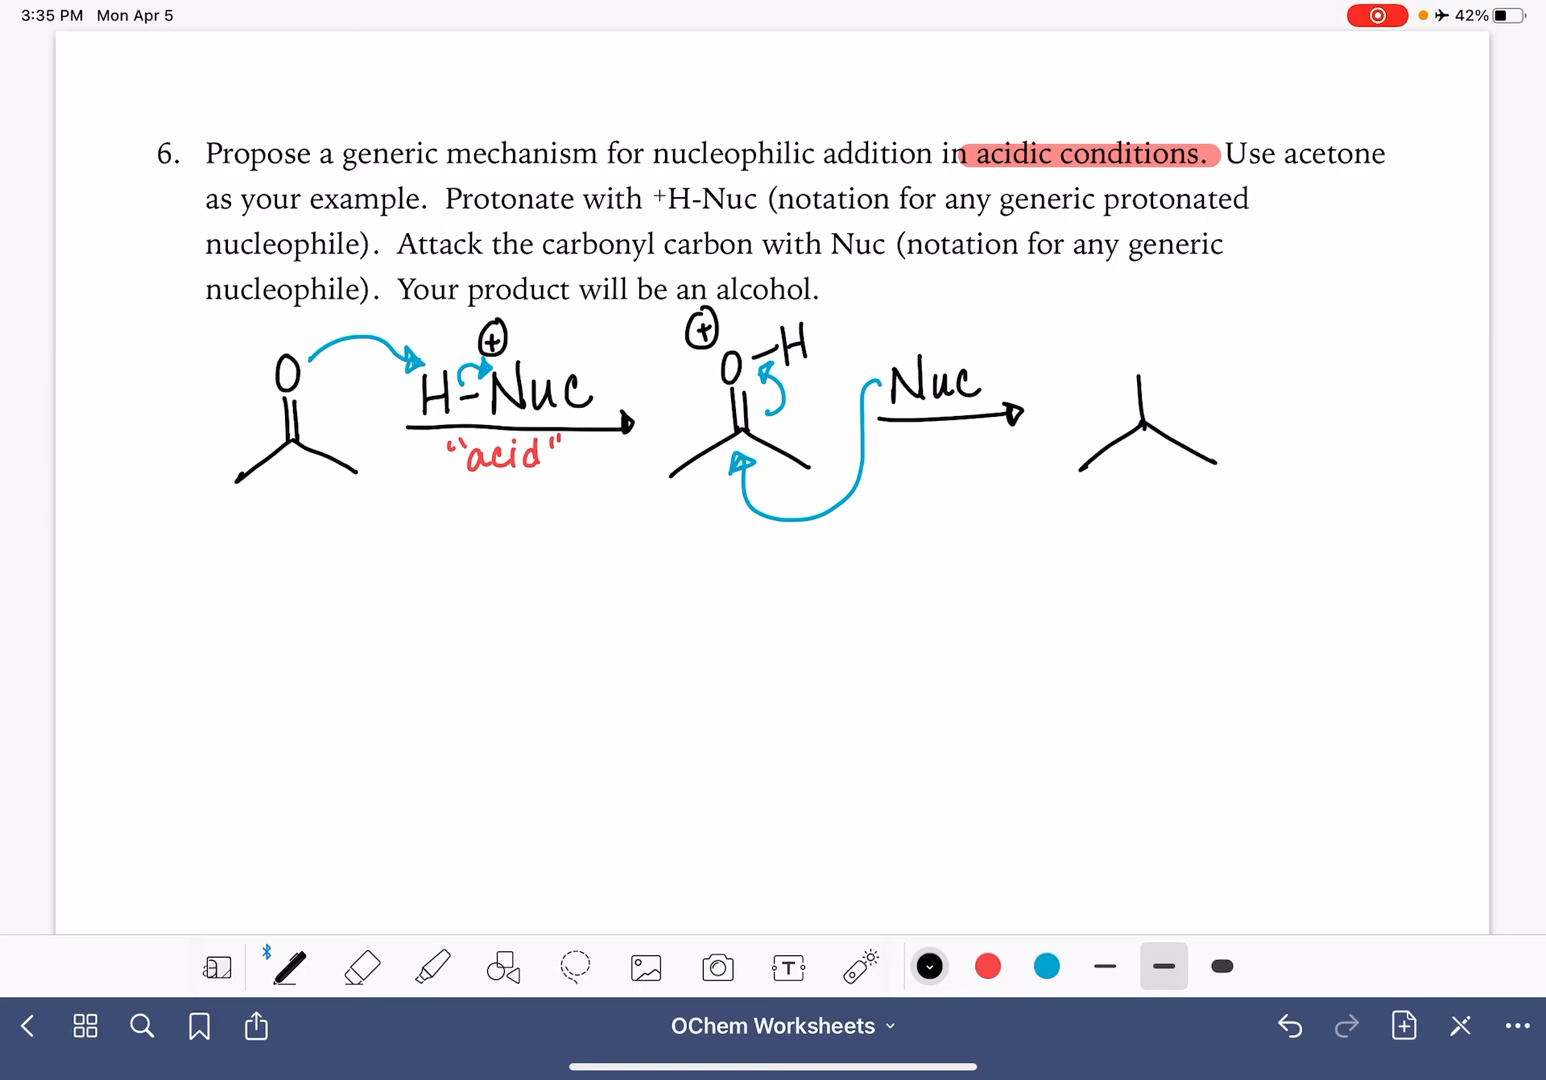 3:35 PM Mon Apr 5
42%
6. Propose a generic mechanism for nucleophilic addition in acidic conditions. Use acetone
as your example. Protonate with +H-Nuc (notation for any generic protonated
nucleophile). Attack the carbonyl carbon with Nuc (notation for any generic
nucleophile). Your product will be an alcohol.
+ +
O H-Nuc O-H Nuc
"acid"
T
OChem Worksheets